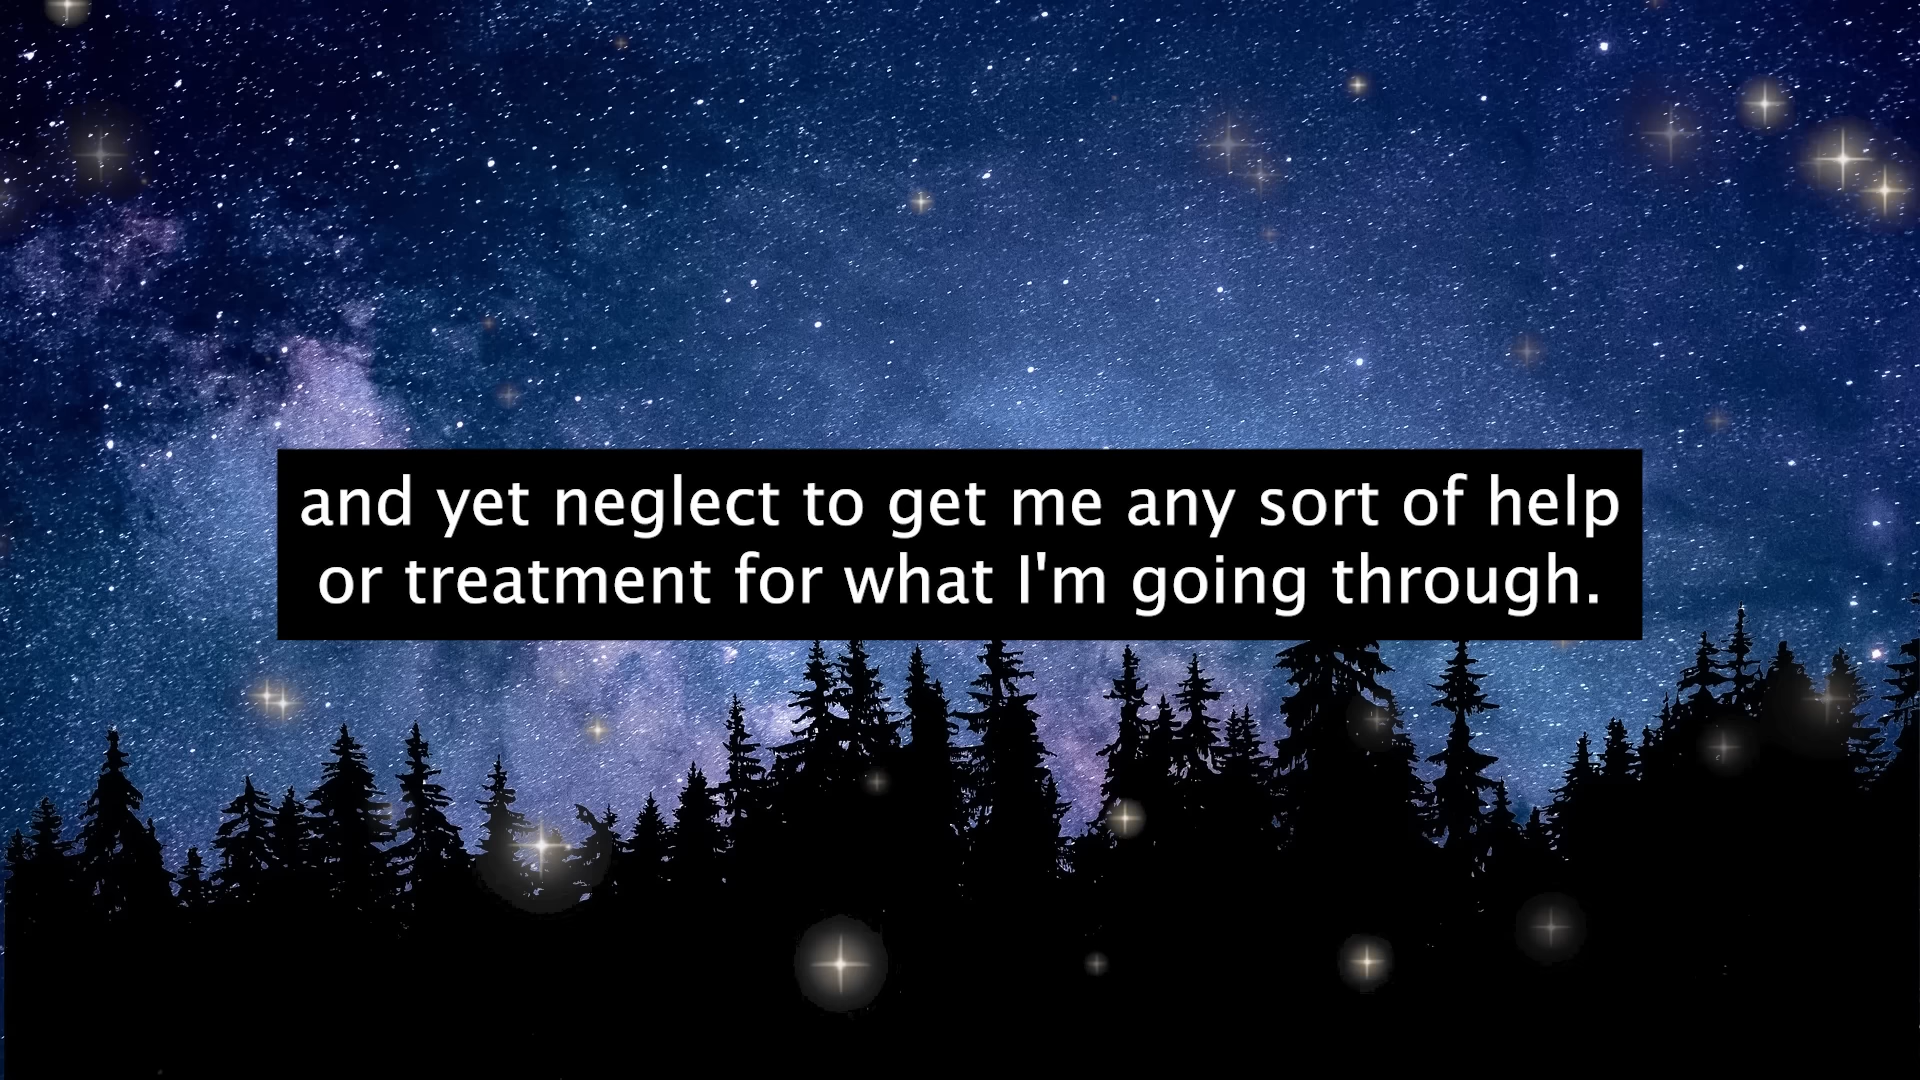 and yet neglect to get me any sort of help
or treatment for what I'm going through.